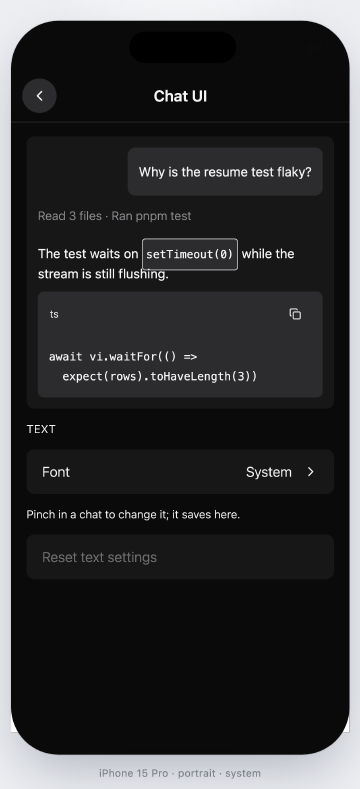 Chat UI
Why is the resume test flaky?
Read 3 files · Ran pnpm test
The test waits on setTimeout(0) while the
stream is still flushing.
ts
await vi.waitFor(() =>
  expect(rows).toHaveLength(3))
TEXT
Font System
Pinch in a chat to change it; it saves here.
Reset text settings
iPhone 15 Pro · portrait · system